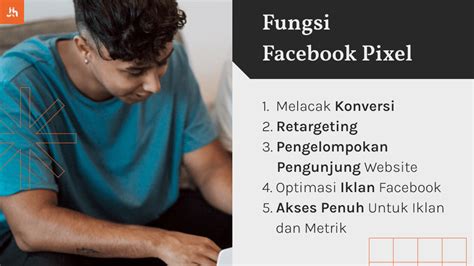 Fungsi
Facebook Pixel
1. Melacak Konversi
2. Retargeting
3. Pengelompokan
Pengunjung Website
4. Optimasi Iklan Facebook
5. Akses Penuh Untuk Iklan
dan Metrik